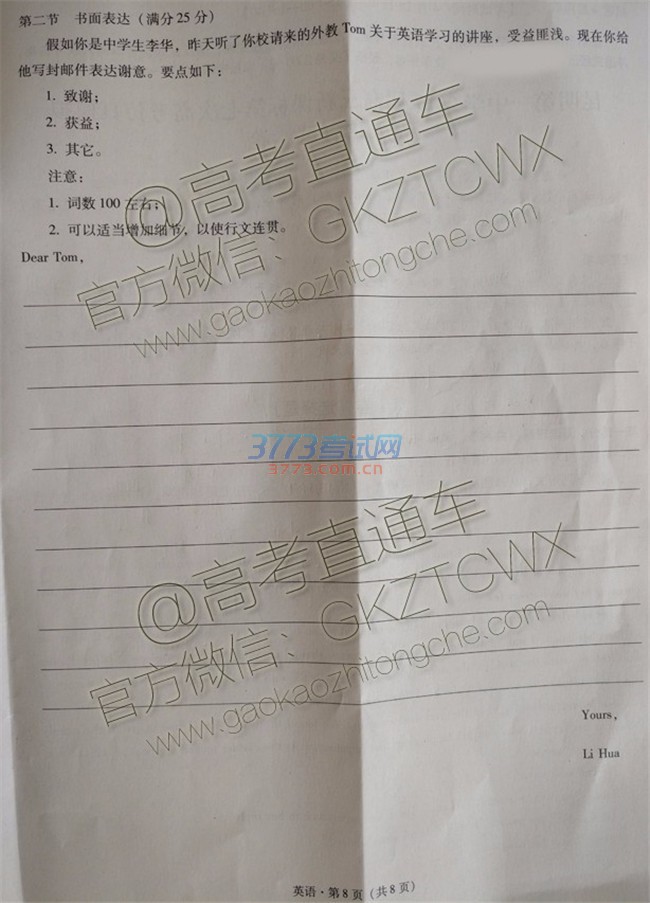 第二节 书面表达（满分25分）
假如你是中学生李华，昨天听了你校请来的外教Tom关于英语学习的讲座，受益匪浅。现在你给
他写封邮件表达谢意。要点如下：
1. 致谢；
2. 获益；
3. 其它。
注意：
1. 词数100左右；
2. 可以适当增加细节，以使行文连贯。
Dear Tom，
@高考直通车
官方微信：GKZTCWX
www.gaokaozhitongche.com
3773考试网
3773.com.cn
@高考直通车
官方微信：GKZTCWX
www.gaokaozhitongche.com
Yours，
Li Hua
英语·第8页（共8页）